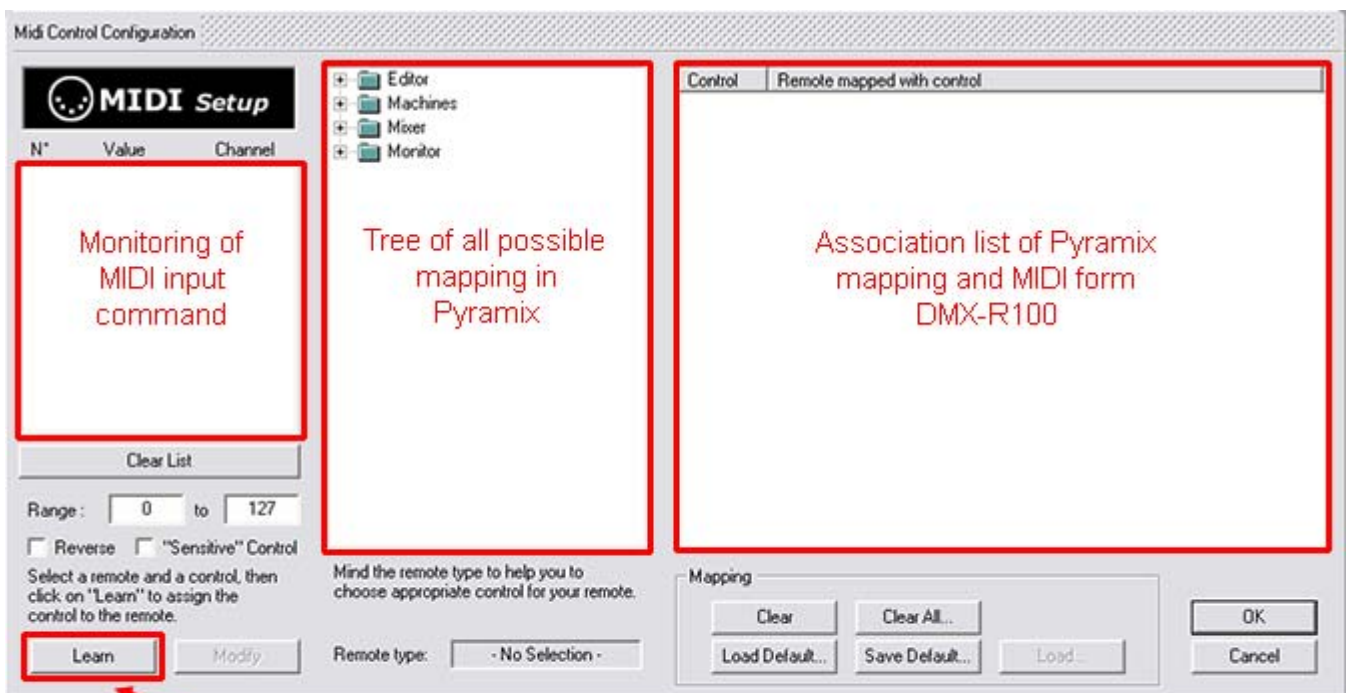 Midi Control Configuration
MIDI Setup
N° Value Channel
Monitoring of
MIDI input
command
Clear List
Range : 0 to 127
Reverse "Sensitive" Control
Select a remote and a control, then
click on "Learn" to assign the
control to the remote.
Learn Modify
Editor
Machines
Mixer
Monitor
Tree of all possible
mapping in
Pyramix
Mind the remote type to help you to
choose appropriate control for your remote.
Remote type: - No Selection -
Control Remote mapped with control
Association list of Pyramix
mapping and MIDI form
DMX-R100
Mapping
Clear Clear All...
Load Default... Save Default... Load...
OK
Cancel